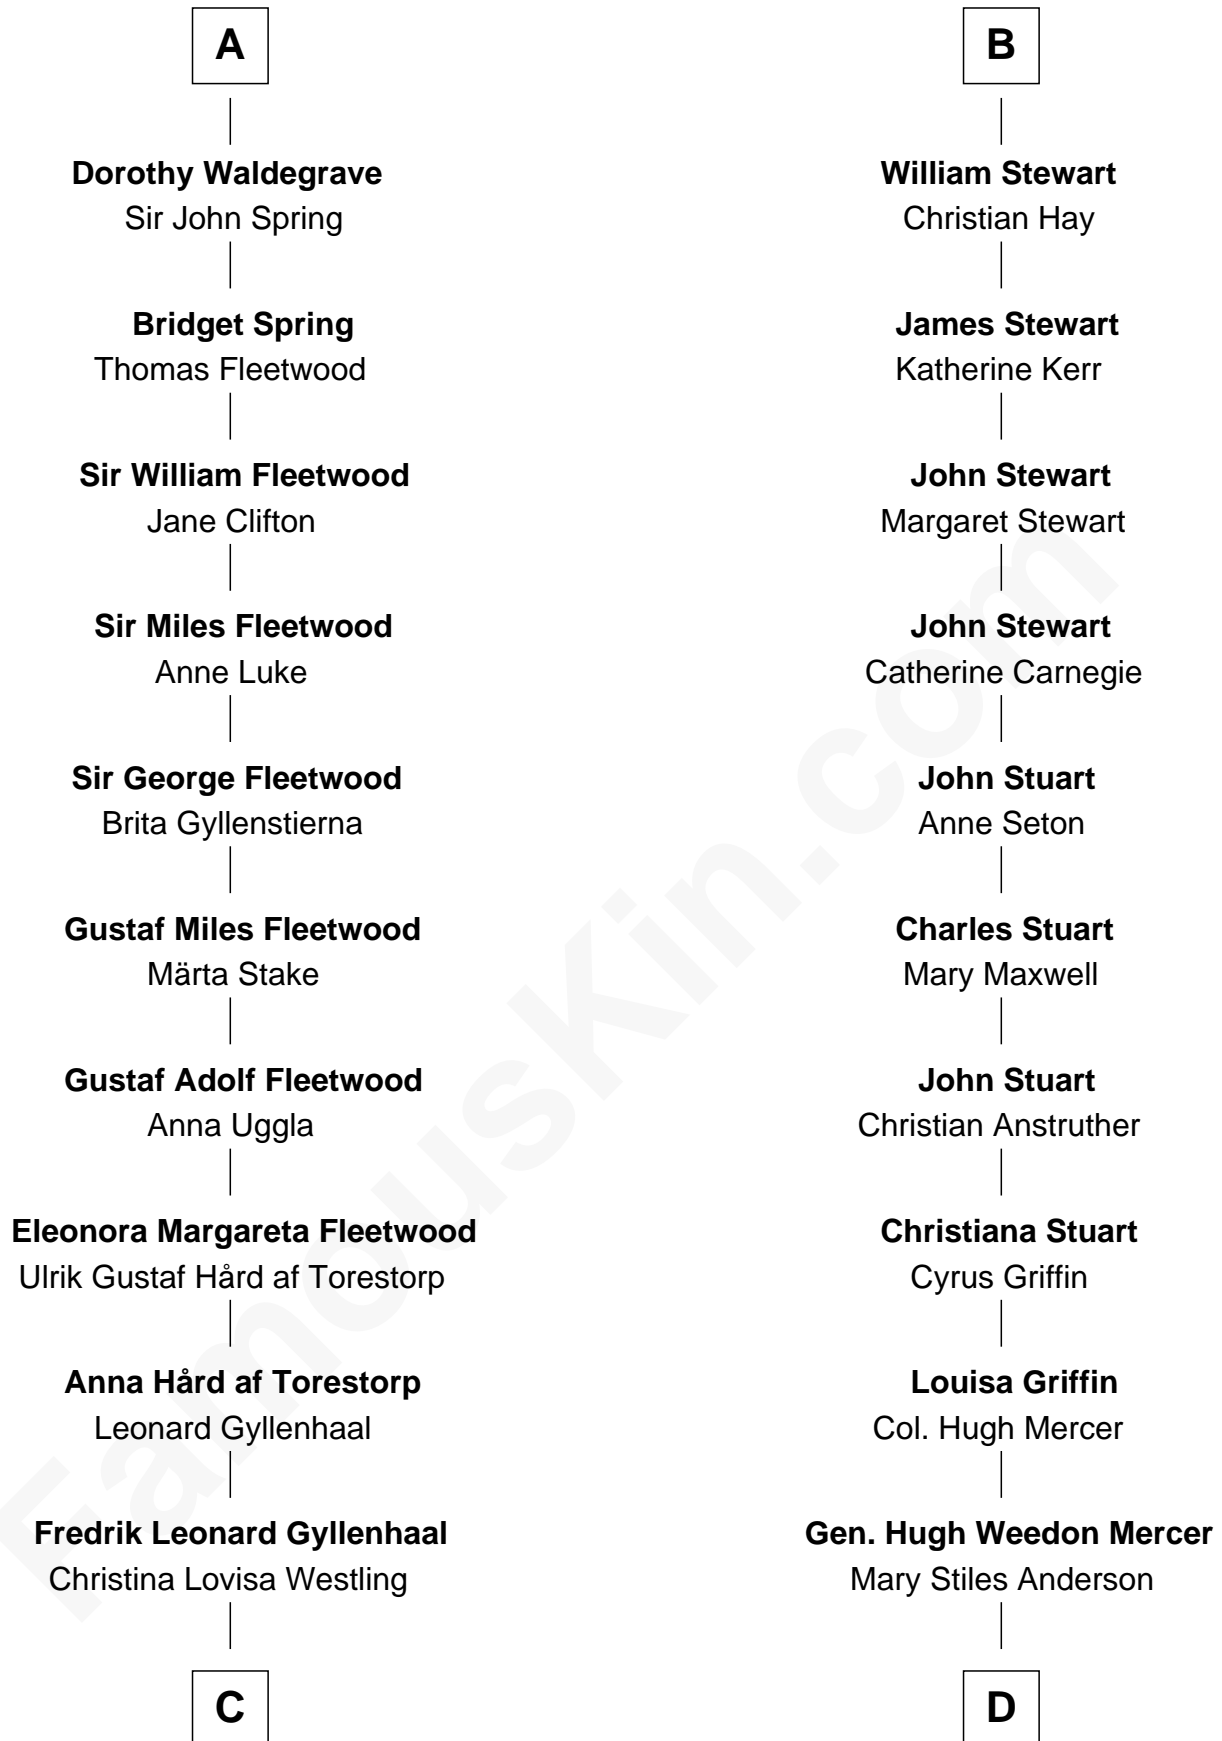 A
Dorothy Waldegrave
Sir John Spring
Bridget Spring
Thomas Fleetwood
Sir William Fleetwood
Jane Clifton
Sir Miles Fleetwood
Anne Luke
Sir George Fleetwood
Brita Gyllenstierna
Gustaf Miles Fleetwood
Märta Stake
Gustaf Adolf Fleetwood
Anna Uggla
Eleonora Margareta Fleetwood
Ulrik Gustaf Hård af Torestorp
Anna Hård af Torestorp
Leonard Gyllenhaal
Fredrik Leonard Gyllenhaal
Christina Lovisa Westling
C
B
William Stewart
Christian Hay
James Stewart
Katherine Kerr
John Stewart
Margaret Stewart
John Stewart
Catherine Carnegie
John Stuart
Anne Seton
Charles Stuart
Mary Maxwell
John Stuart
Christian Anstruther
Christiana Stuart
Cyrus Griffin
Louisa Griffin
Col. Hugh Mercer
Gen. Hugh Weedon Mercer
Mary Stiles Anderson
D
FamousKin.com